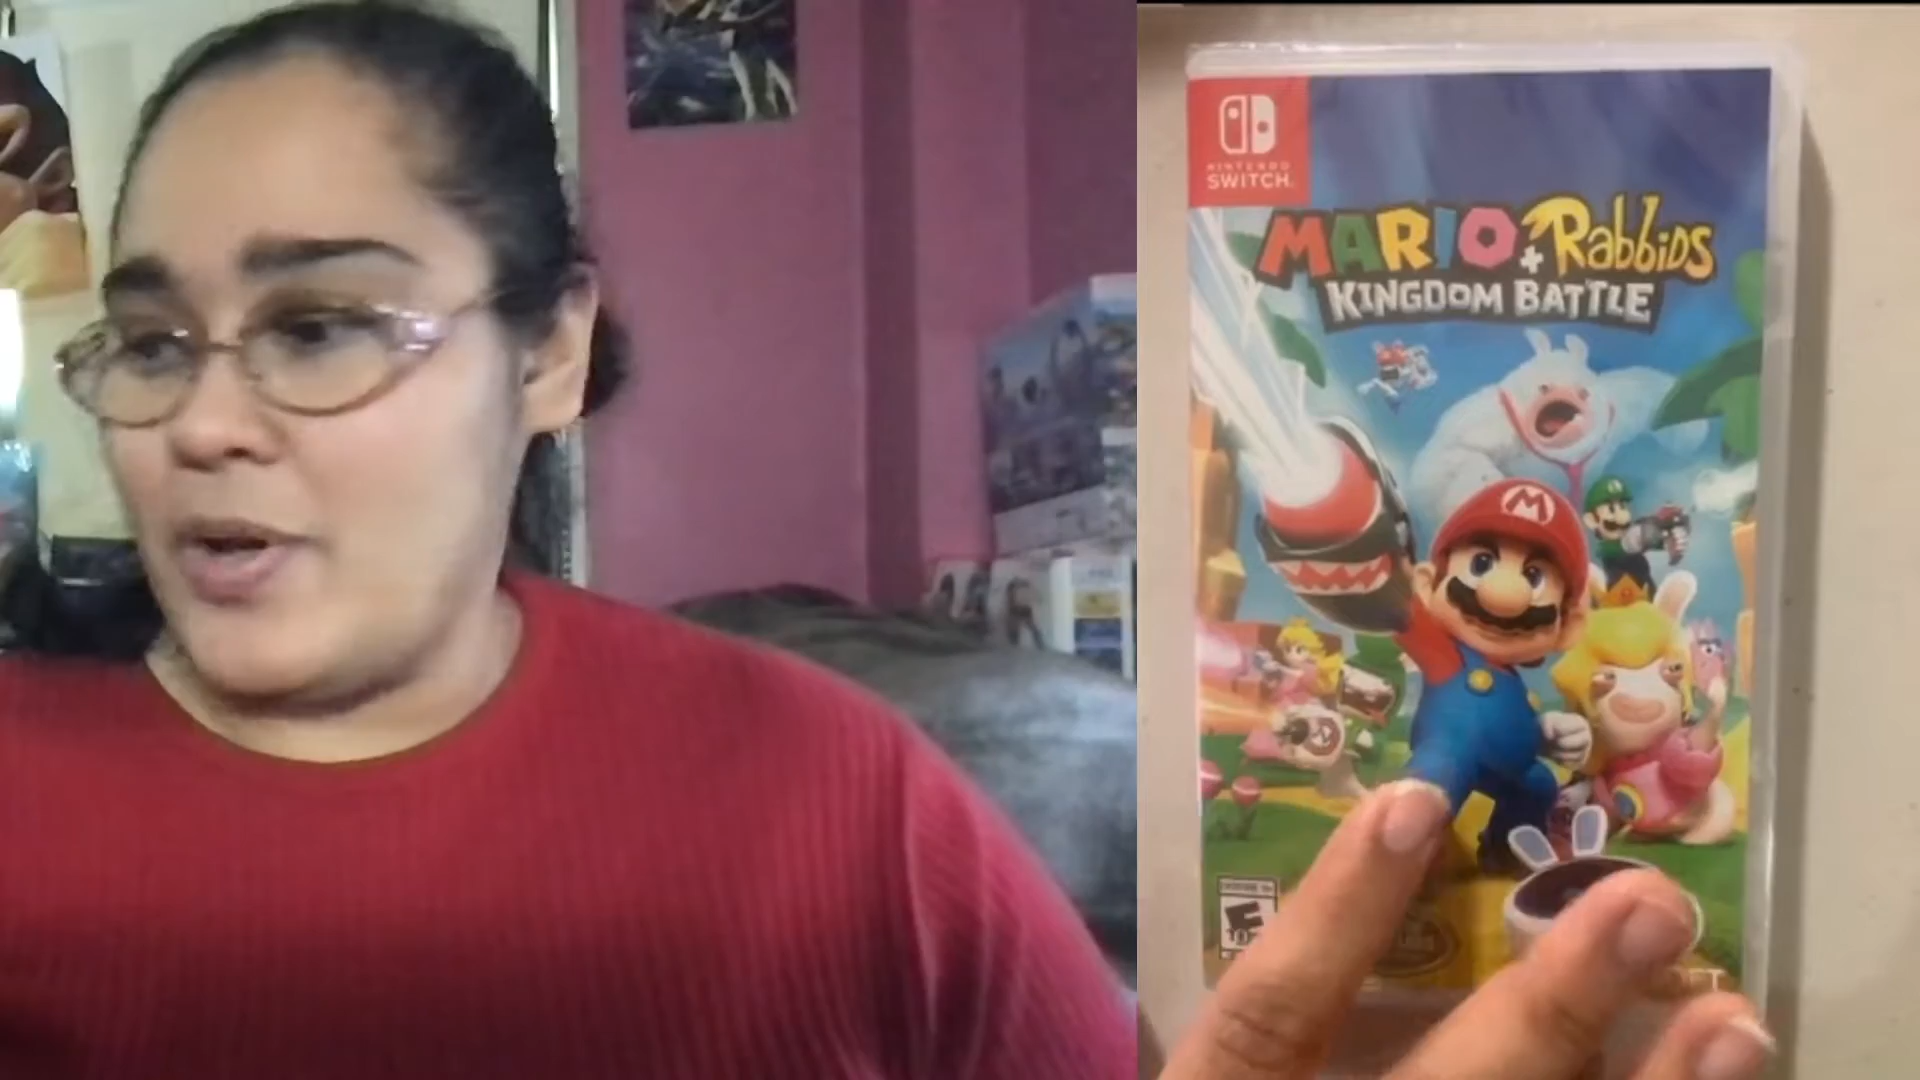 NINTENDO
SWITCH
MARIO + Rabbids
KINGDOM BATTLE
M
E